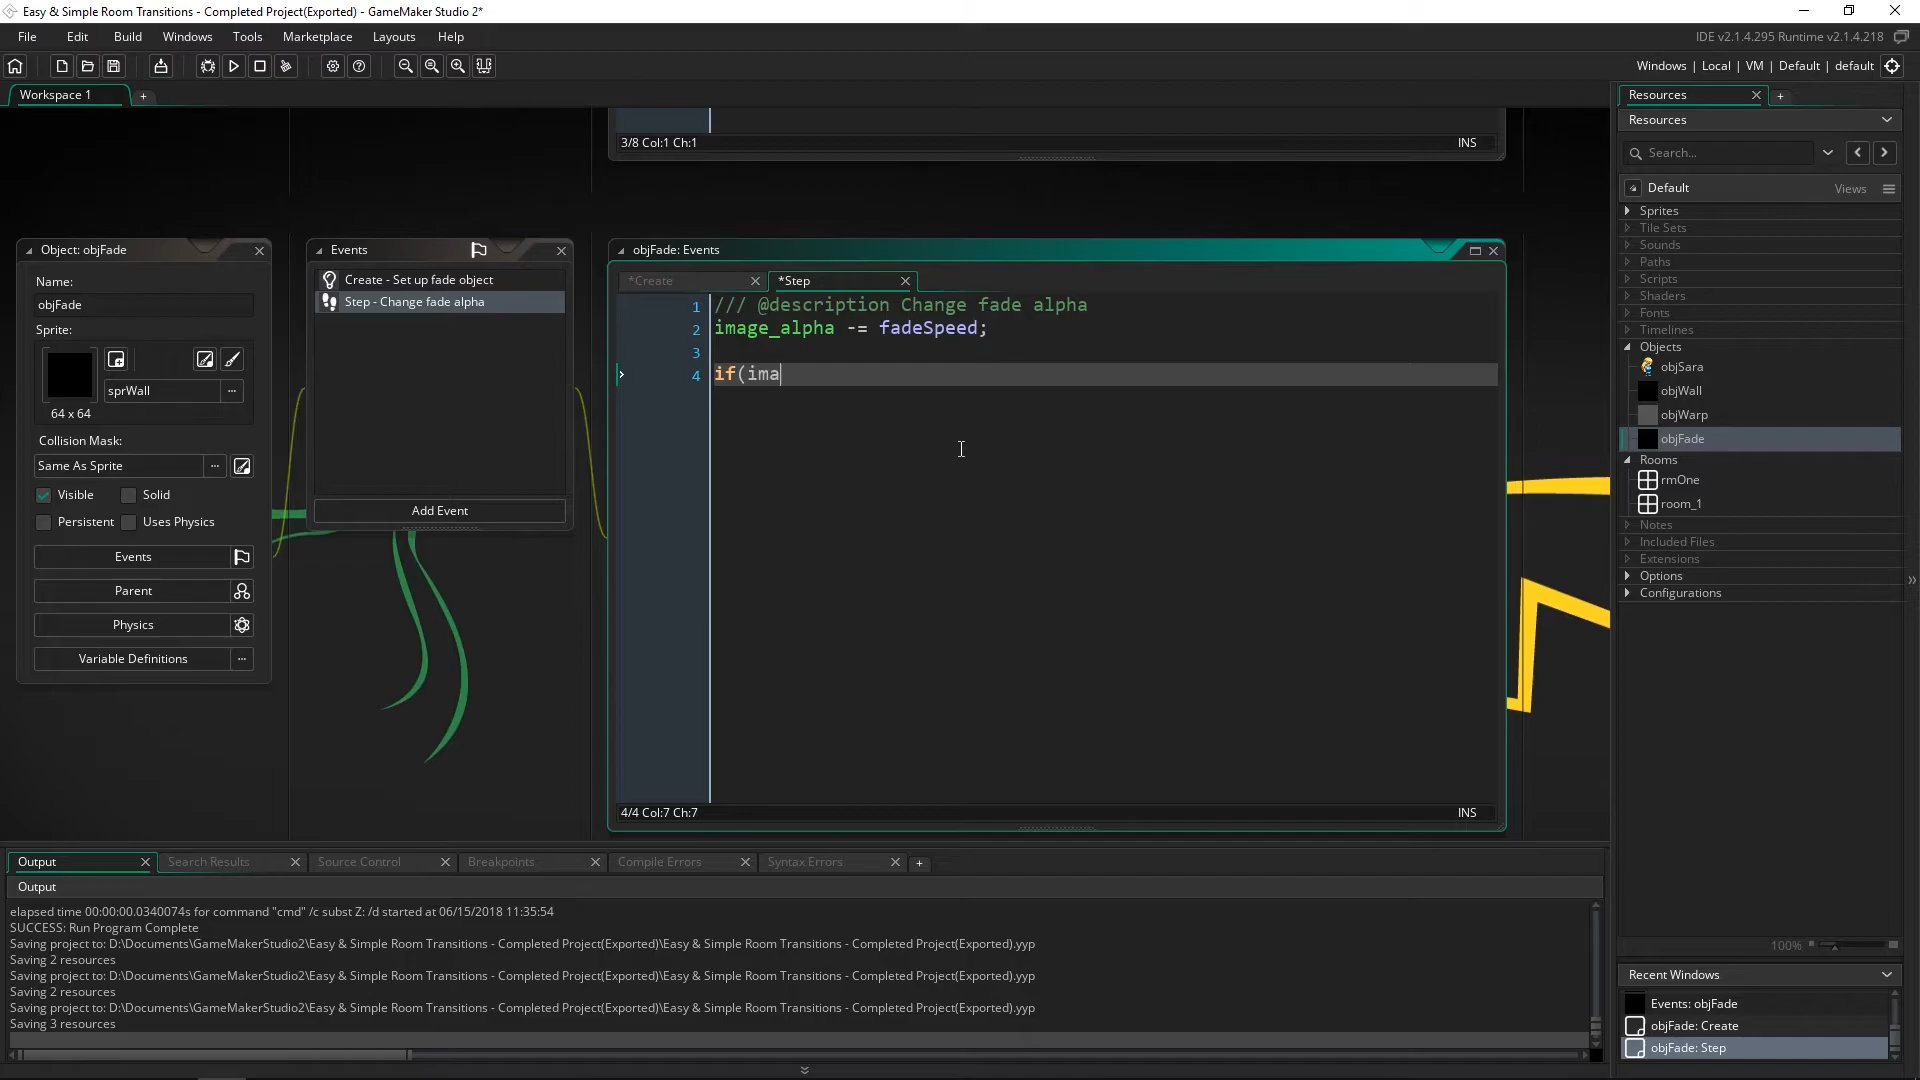 Easy & Simple Room Transitions - Completed Project(Exported) - GameMaker Studio 2*
File Edit Build Windows Tools Marketplace Layouts Help
IDE v2.1.4.295 Runtime v2.1.4.218
Windows | Local | VM | Default | default
Workspace 1
3/8 Col:1 Ch:1 INS
Object: objFade
Name:
objFade
Sprite:
sprWall
64 x 64
Collision Mask:
Same As Sprite
Visible Solid
Persistent Uses Physics
Events
Parent
Physics
Variable Definitions
Events
Create - Set up fade object
Step - Change fade alpha
Add Event
objFade: Events
*Create *Step
1 /// @description Change fade alpha
2 image_alpha -= fadeSpeed;
3
4 if(ima
4/4 Col:7 Ch:7 INS
Resources
Resources
Search...
Default Views
Sprites
Tile Sets
Sounds
Paths
Scripts
Shaders
Fonts
Timelines
Objects
objSara
objWall
objWarp
objFade
Rooms
rmOne
room_1
Notes
Included Files
Extensions
Options
Configurations
100%
Recent Windows
Events: objFade
objFade: Create
objFade: Step
Output Search Results Source Control Breakpoints Compile Errors Syntax Errors
Output
elapsed time 00:00:00.0340074s for command "cmd" /c subst Z: /d started at 06/15/2018 11:35:54
SUCCESS: Run Program Complete
Saving project to: D:\Documents\GameMakerStudio2\Easy & Simple Room Transitions - Completed Project(Exported)\Easy & Simple Room Transitions - Completed Project(Exported).yyp
Saving 2 resources
Saving project to: D:\Documents\GameMakerStudio2\Easy & Simple Room Transitions - Completed Project(Exported)\Easy & Simple Room Transitions - Completed Project(Exported).yyp
Saving 2 resources
Saving project to: D:\Documents\GameMakerStudio2\Easy & Simple Room Transitions - Completed Project(Exported)\Easy & Simple Room Transitions - Completed Project(Exported).yyp
Saving 3 resources